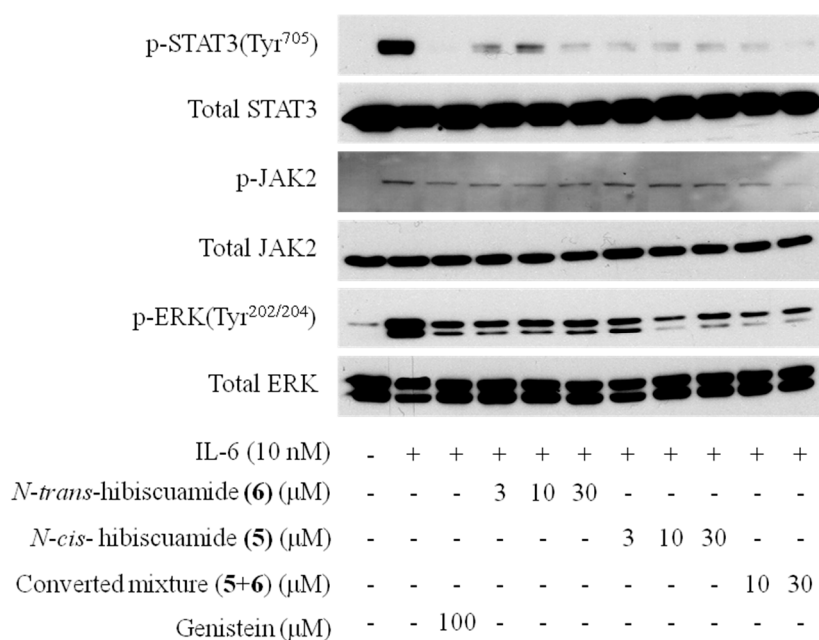 p-STAT3(Tyr⁷⁰⁵)
Total STAT3
p-JAK2
Total JAK2
p-ERK(Tyr²⁰²/²⁰⁴)
Total ERK
IL-6 (10 nM) - + + + + + + + + + +
N-trans-hibiscuamide (6) (μM) - - - 3 10 30 - - - - -
N-cis- hibiscuamide (5) (μM) - - - - - - 3 10 30 - -
Converted mixture (5+6) (μM) - - - - - - - - - 10 30
Genistein (μM) - - 100 - - - - - - - -